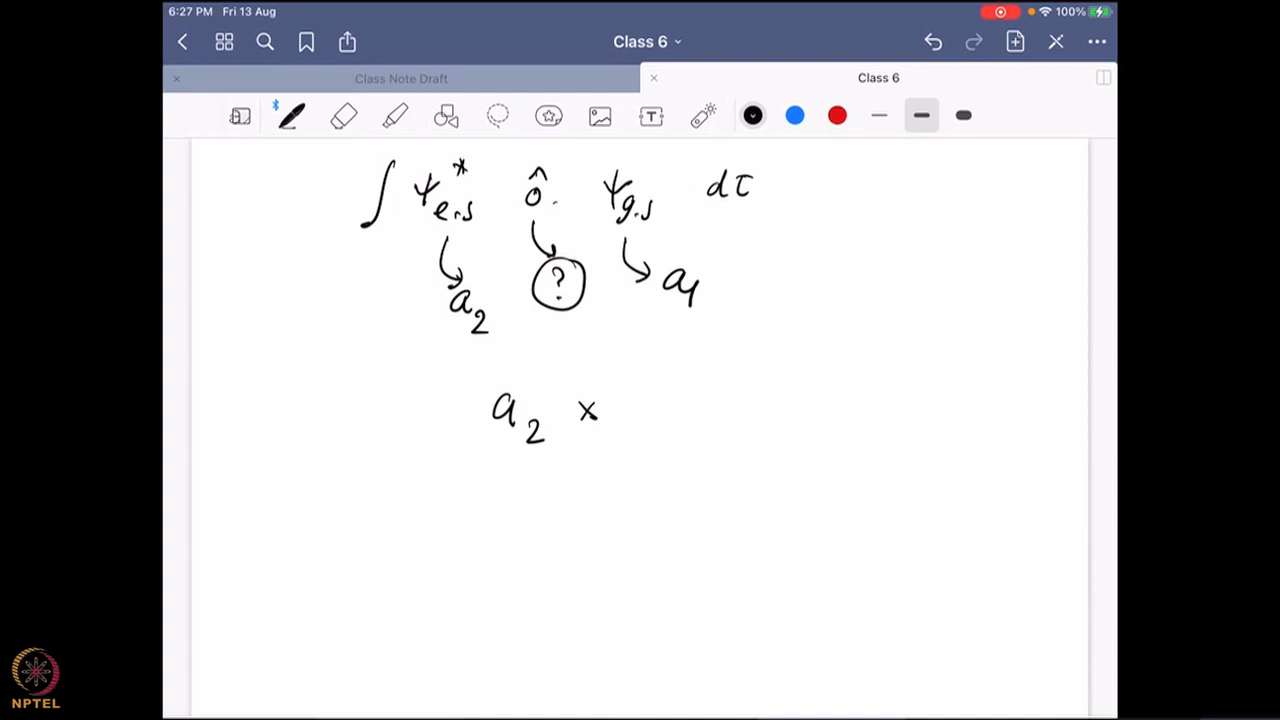 6:27 PM Fri 13 Aug 100%
Class 6
Class Note Draft Class 6
T
∫ ψ*e.s ô. ψg.s dτ
a2 ? a1
a2 ×
NPTEL